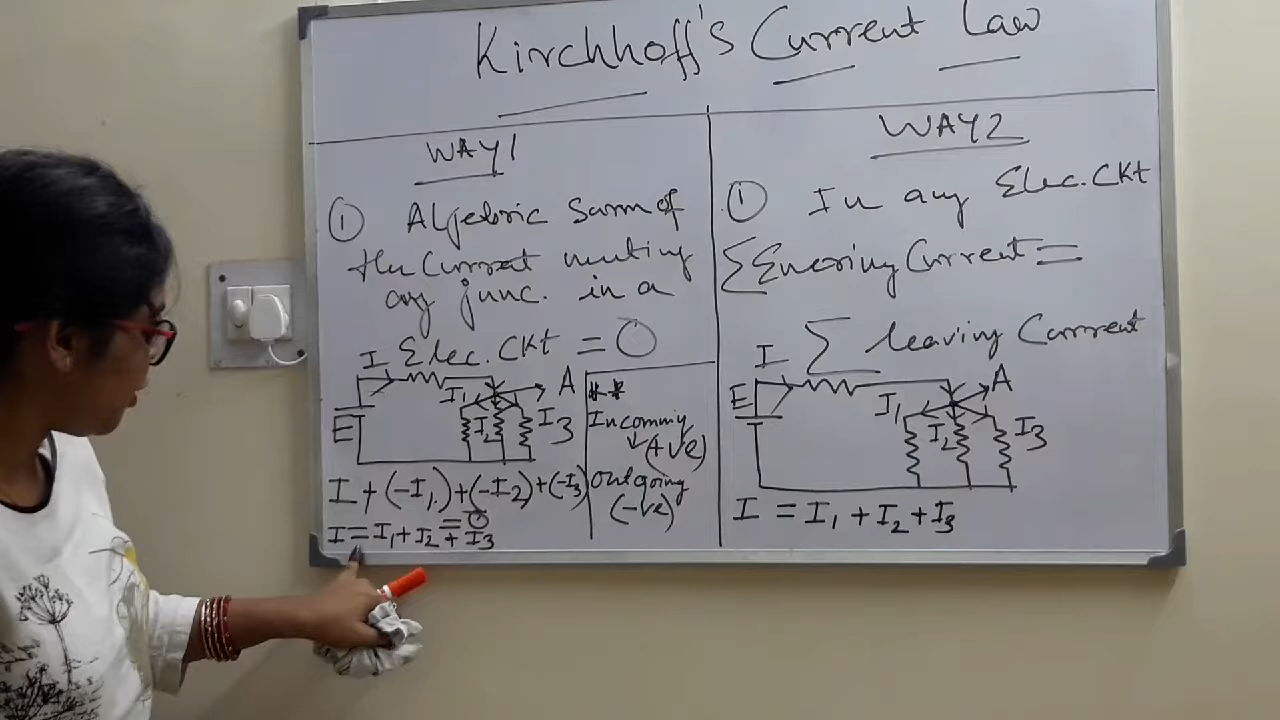 Kirchhoff's Current Law
WAY1
① Algebric Sum of
the Current meeting
any junc. in a
Elec. CKt = 0
I
I1
I2
I3
A
E
**
Incomming
(+ve)
outgoing
(-ve)
I + (-I1) + (-I2) + (-I3)
= 0
I = I1 + I2 + I3
WAY2
① In any Elec. CKt
Σ Enering Current =
Σ leaving Current
I
E
I1
I2
I3
A
I = I1 + I2 + I3